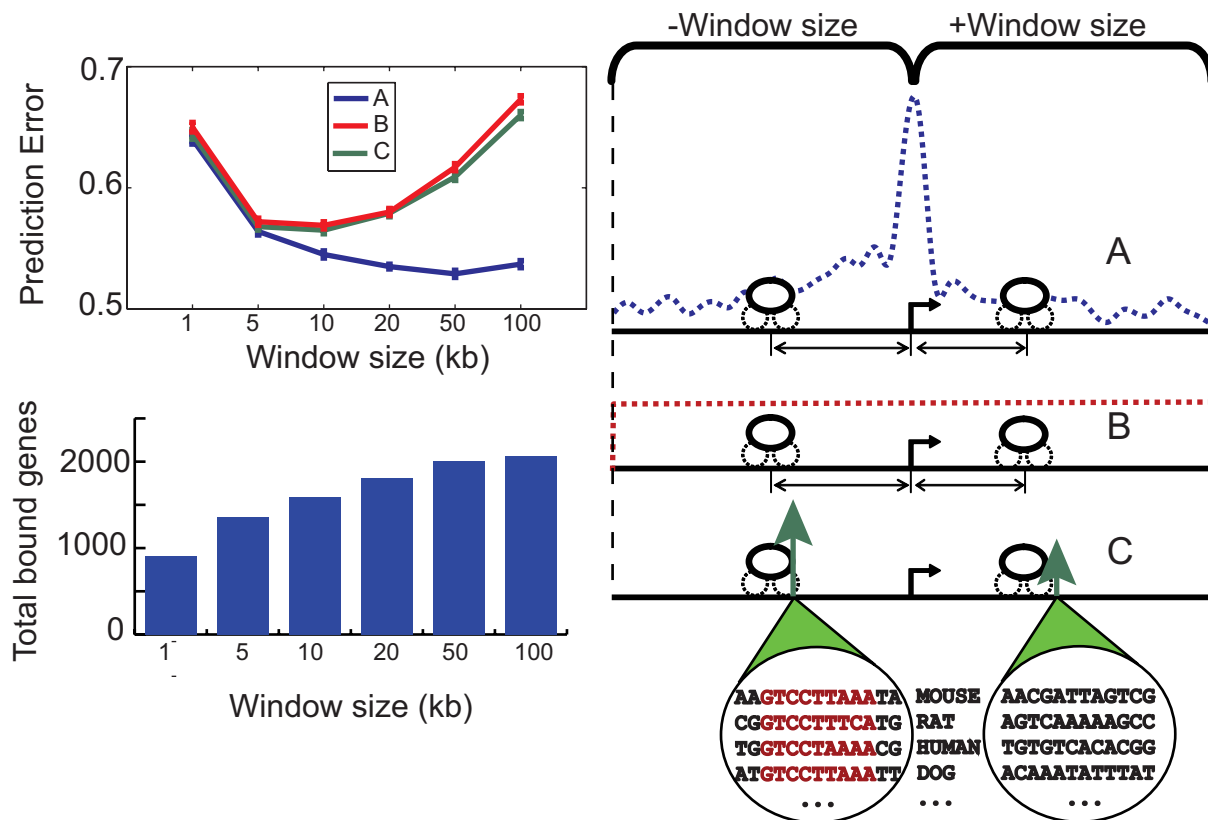 -Window size
+Window size
Prediction Error
0.7
0.6
0.5
A
B
C
1 5 10 20 50 100
Window size (kb)
Total bound genes
2000
1000
0
1 5 10 20 50 100
Window size (kb)
A
B
C
AAGTCCTTAAATA MOUSE AACGATTAGTCG
CGGTCCTTTCATG RAT AGTCAAAAAGCC
TGGTCCTAAAACG HUMAN TGTGTCACACGG
ATGTCCTTAAATT DOG ACAAATATTTAT
... ... ...